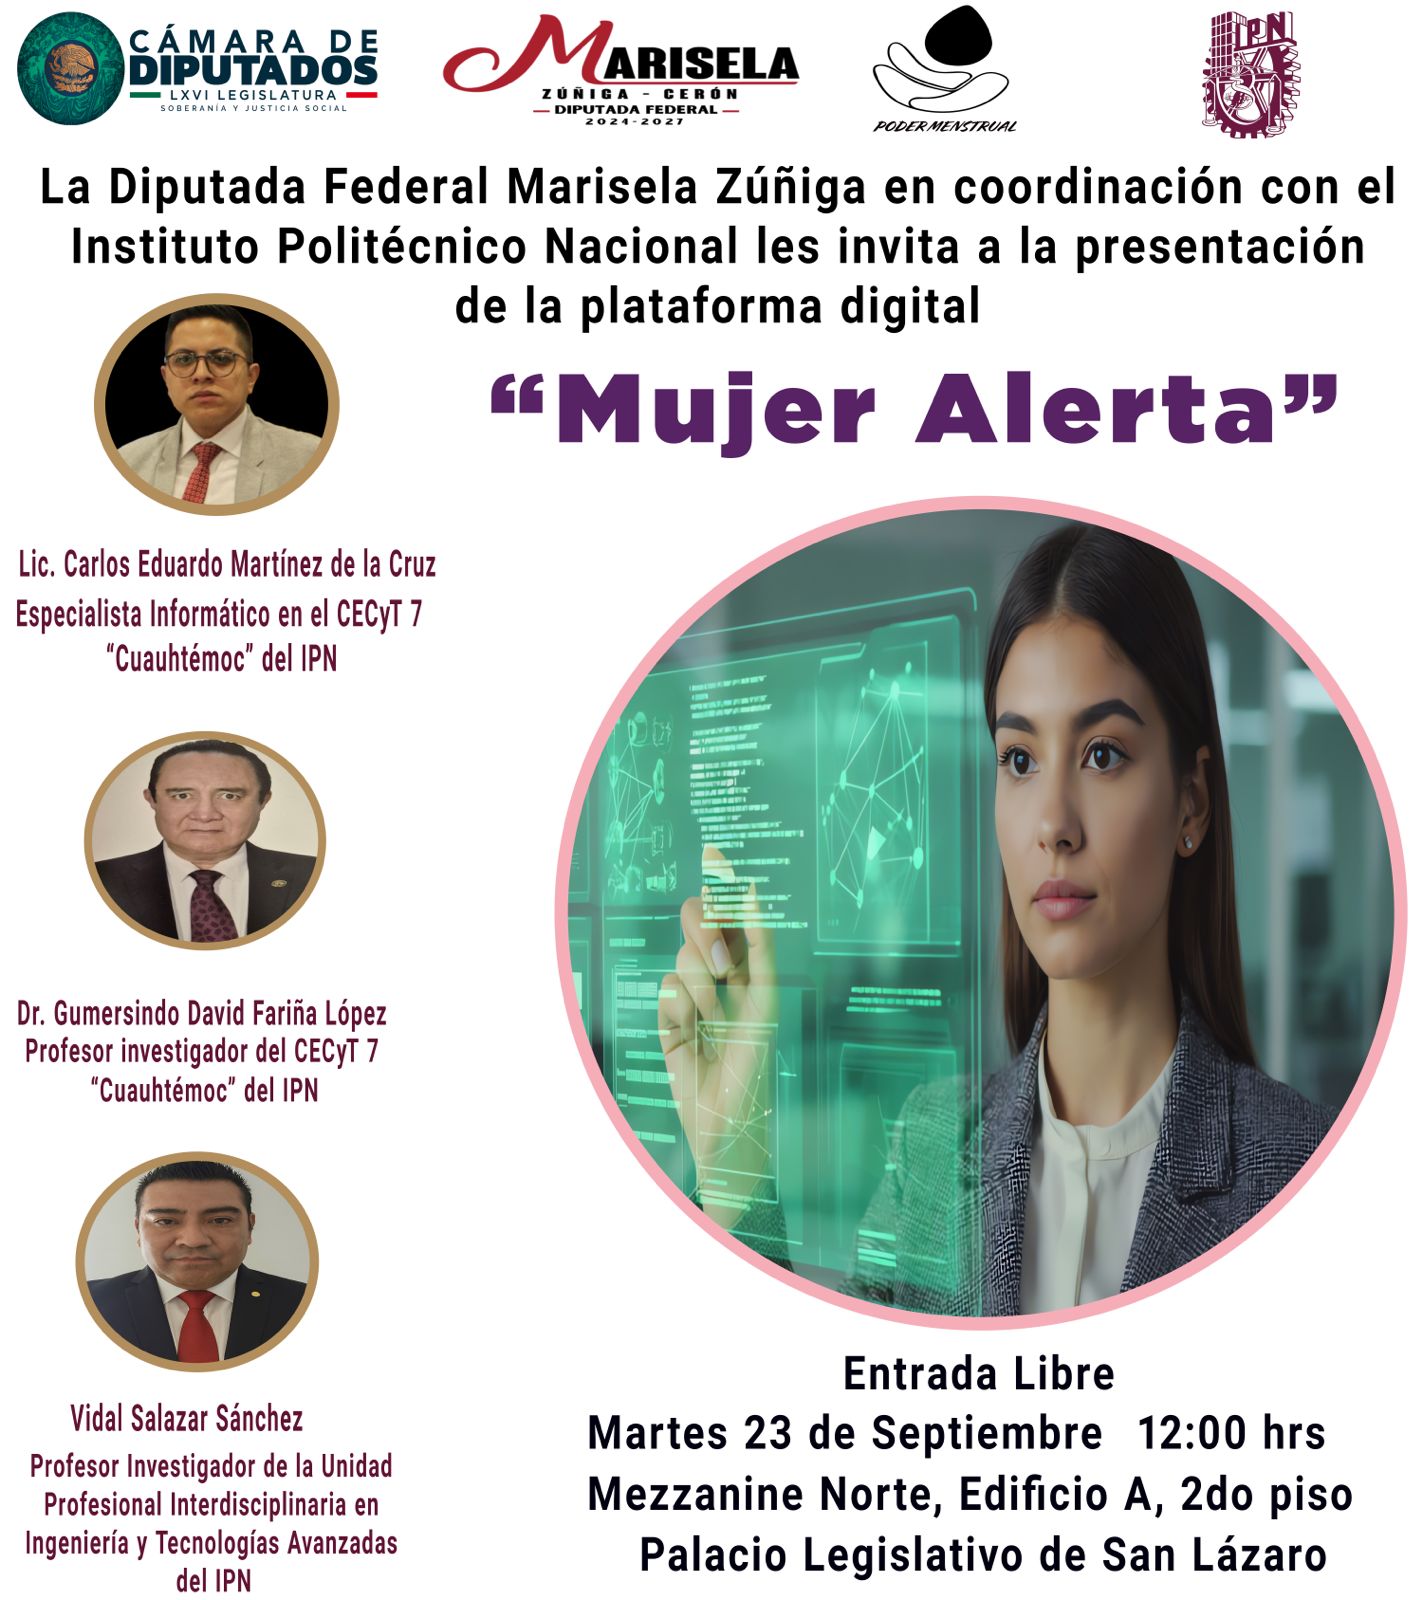 CÁMARA DE
DIPUTADOS
LXVI LEGISLATURA
SOBERANÍA Y JUSTICIA SOCIAL
MARISELA
ZÚÑIGA - CERÓN
DIPUTADA FEDERAL
2024-2027
PODER MENSTRUAL
IPN
La Diputada Federal Marisela Zúñiga en coordinación con el
Instituto Politécnico Nacional les invita a la presentación
de la plataforma digital
“Mujer Alerta”
Lic. Carlos Eduardo Martínez de la Cruz
Especialista Informático en el CECyT 7
“Cuauhtémoc” del IPN
Dr. Gumersindo David Fariña López
Profesor investigador del CECyT 7
“Cuauhtémoc” del IPN
Vidal Salazar Sánchez
Profesor Investigador de la Unidad
Profesional Interdisciplinaria en
Ingeniería y Tecnologías Avanzadas
del IPN
Entrada Libre
Martes 23 de Septiembre 12:00 hrs
Mezzanine Norte, Edificio A, 2do piso
Palacio Legislativo de San Lázaro